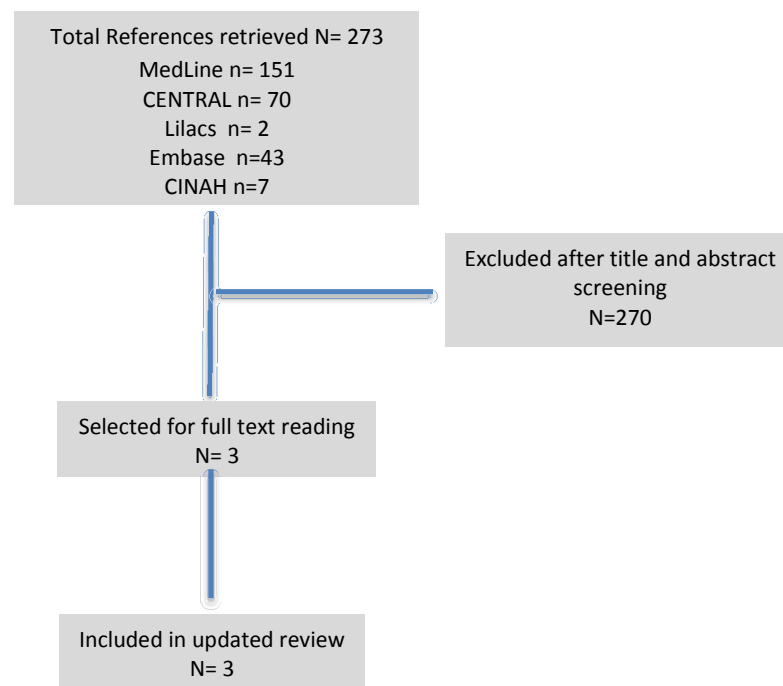 Total References retrieved N= 273
MedLine n= 151
CENTRAL n= 70
Lilacs n= 2
Embase n=43
CINAH n=7
Excluded after title and abstract
screening
N=270
Selected for full text reading
N= 3
Included in updated review
N= 3